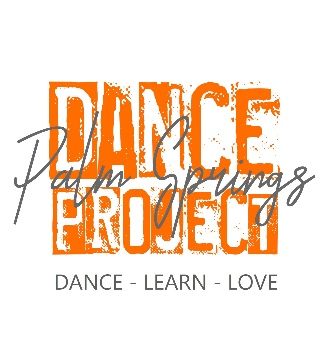 DANCE
Palm Springs
PROJECT
DANCE - LEARN - LOVE